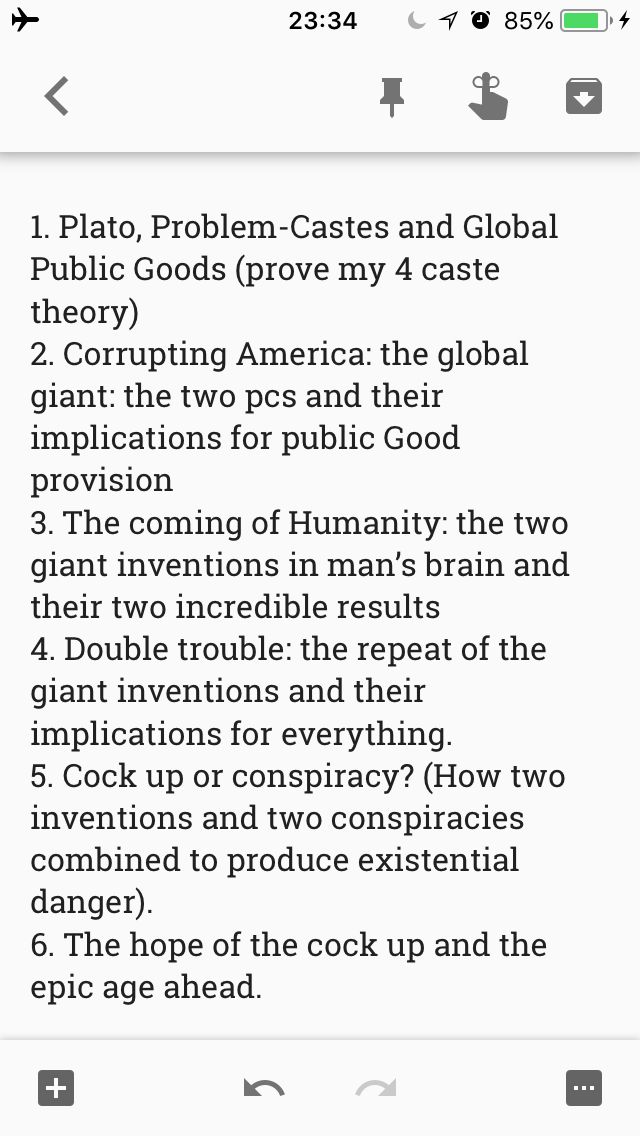 23:34 85%
1. Plato, Problem-Castes and Global
Public Goods (prove my 4 caste
theory)
2. Corrupting America: the global
giant: the two pcs and their
implications for public Good
provision
3. The coming of Humanity: the two
giant inventions in man’s brain and
their two incredible results
4. Double trouble: the repeat of the
giant inventions and their
implications for everything.
5. Cock up or conspiracy? (How two
inventions and two conspiracies
combined to produce existential
danger).
6. The hope of the cock up and the
epic age ahead.